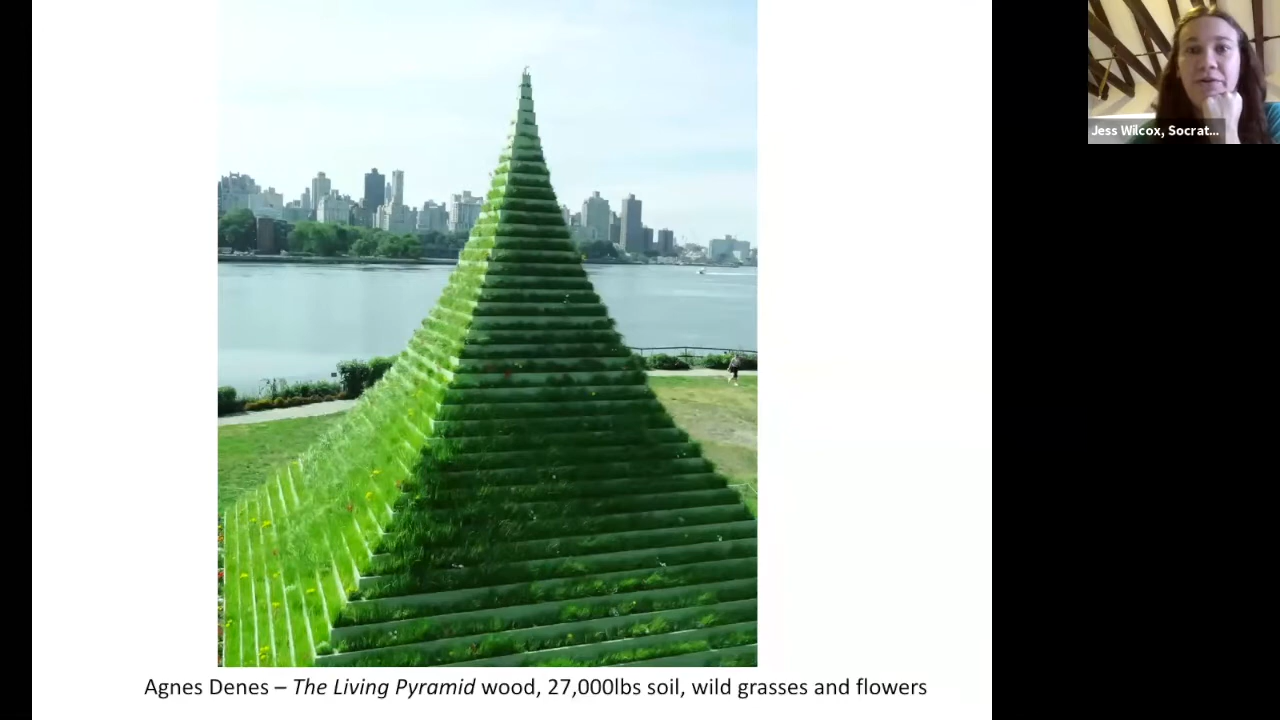 Jess Wilcox, Socrat...
Agnes Denes – The Living Pyramid wood, 27,000lbs soil, wild grasses and flowers